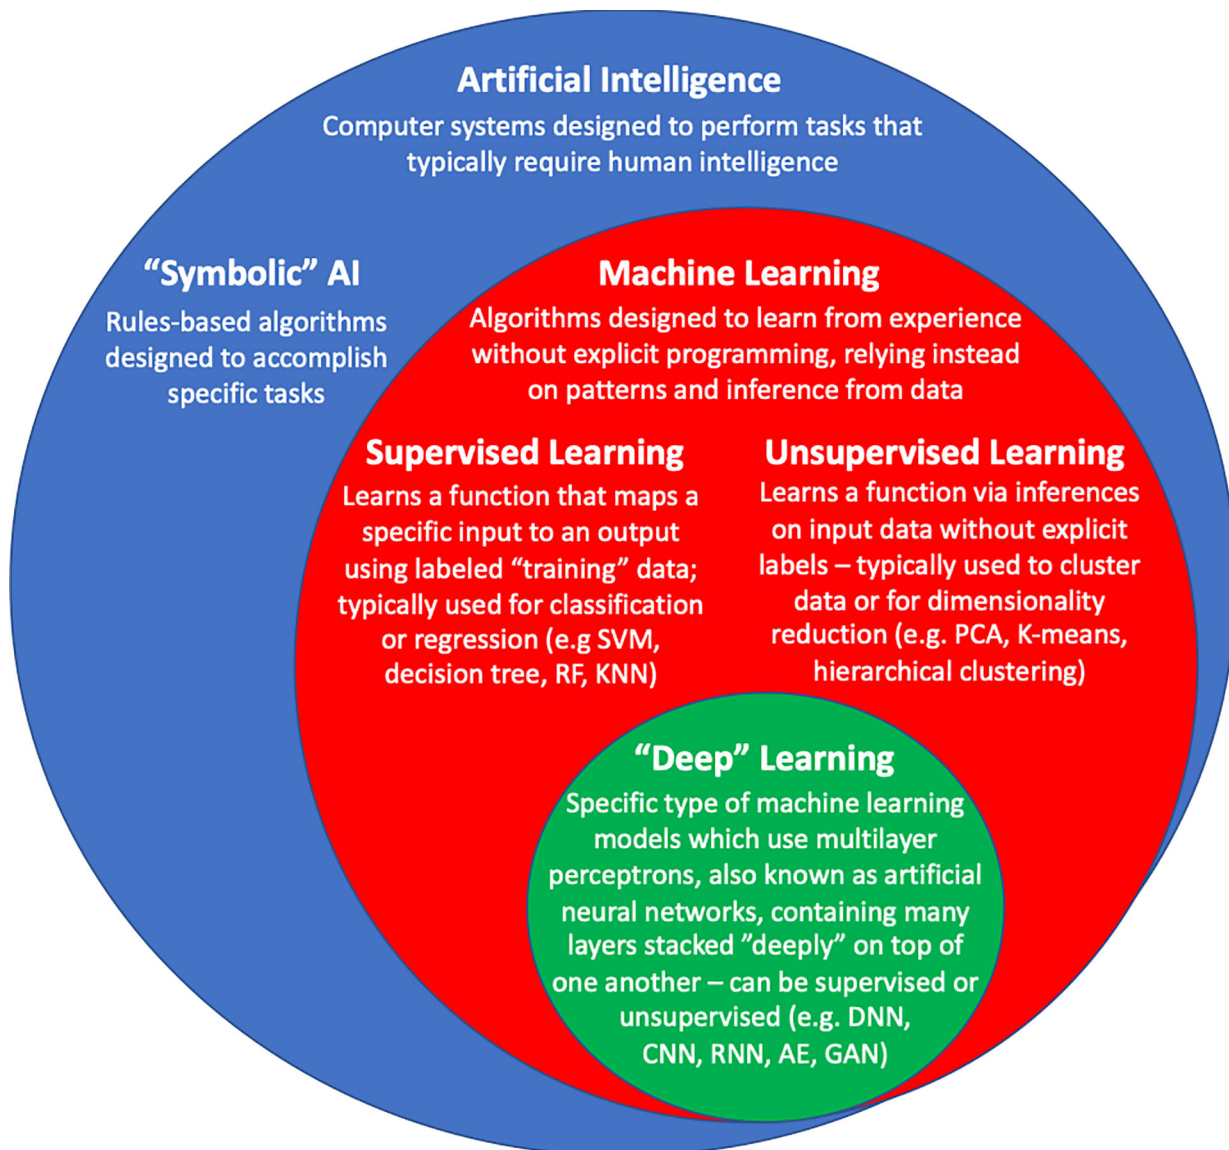 Artificial Intelligence
Computer systems designed to perform tasks that
typically require human intelligence
“Symbolic” AI
Rules-based algorithms
designed to accomplish
specific tasks
Machine Learning
Algorithms designed to learn from experience
without explicit programming, relying instead
on patterns and inference from data
Supervised Learning
Learns a function that maps a
specific input to an output
using labeled “training” data;
typically used for classification
or regression (e.g SVM,
decision tree, RF, KNN)
Unsupervised Learning
Learns a function via inferences
on input data without explicit
labels – typically used to cluster
data or for dimensionality
reduction (e.g. PCA, K-means,
hierarchical clustering)
“Deep” Learning
Specific type of machine learning
models which use multilayer
perceptrons, also known as artificial
neural networks, containing many
layers stacked ”deeply” on top of
one another – can be supervised or
unsupervised (e.g. DNN,
CNN, RNN, AE, GAN)